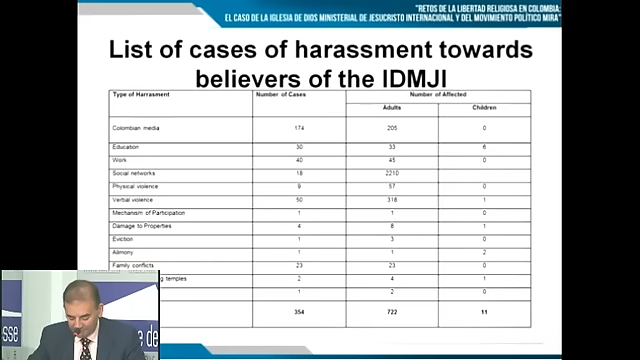 "RETOS DE LA LIBERTAD RELIGIOSA EN COLOMBIA:
EL CASO DE LA IGLESIA DE DIOS MINISTERIAL DE JESUCRISTO INTERNACIONAL Y DEL MOVIMIENTO POLÍTICO MIRA"
List of cases of harassment towards
believers of the IDMJI
Type of Harrasment Number of Cases Number of Affected
Adults Children
Colombian media 174 205 0
Education 30 33 6
Work 40 45 0
Social networks 18 2210
Physical violence 9 57 0
Verbal violence 50 318 1
Mechanism of Participation 1 1 0
Damage to Properties 4 8 1
Eviction 1 3 0
Alimony 1 1 2
Family conflicts 23 23 0
temples 2 4 1
1 2 0
354 722 11
esse de